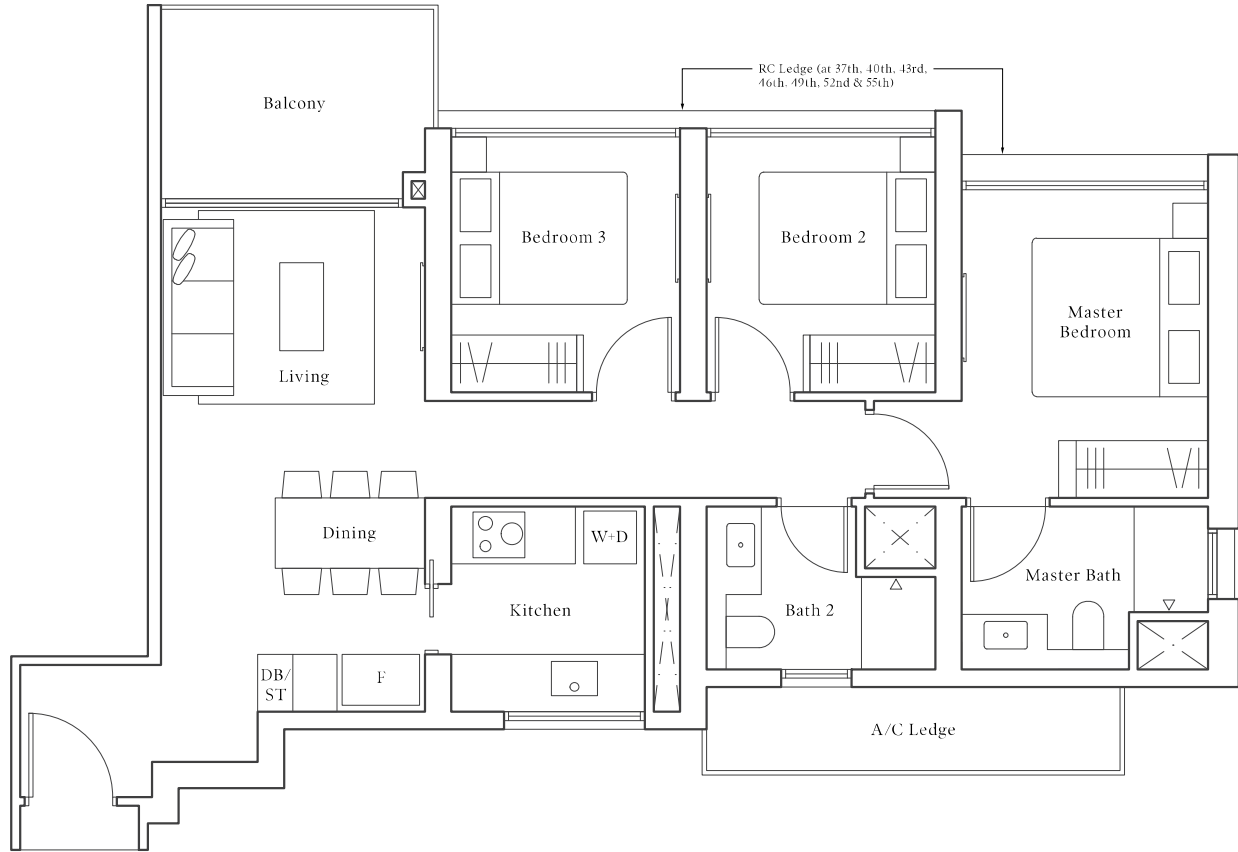 RC Ledge (at 37th, 40th, 43rd,
46th, 49th, 52nd & 55th)
Balcony
Bedroom 3
Bedroom 2
Master
Bedroom
Living
Dining
W+D
Kitchen
Bath 2
Master Bath
DB/
ST
F
A/C Ledge